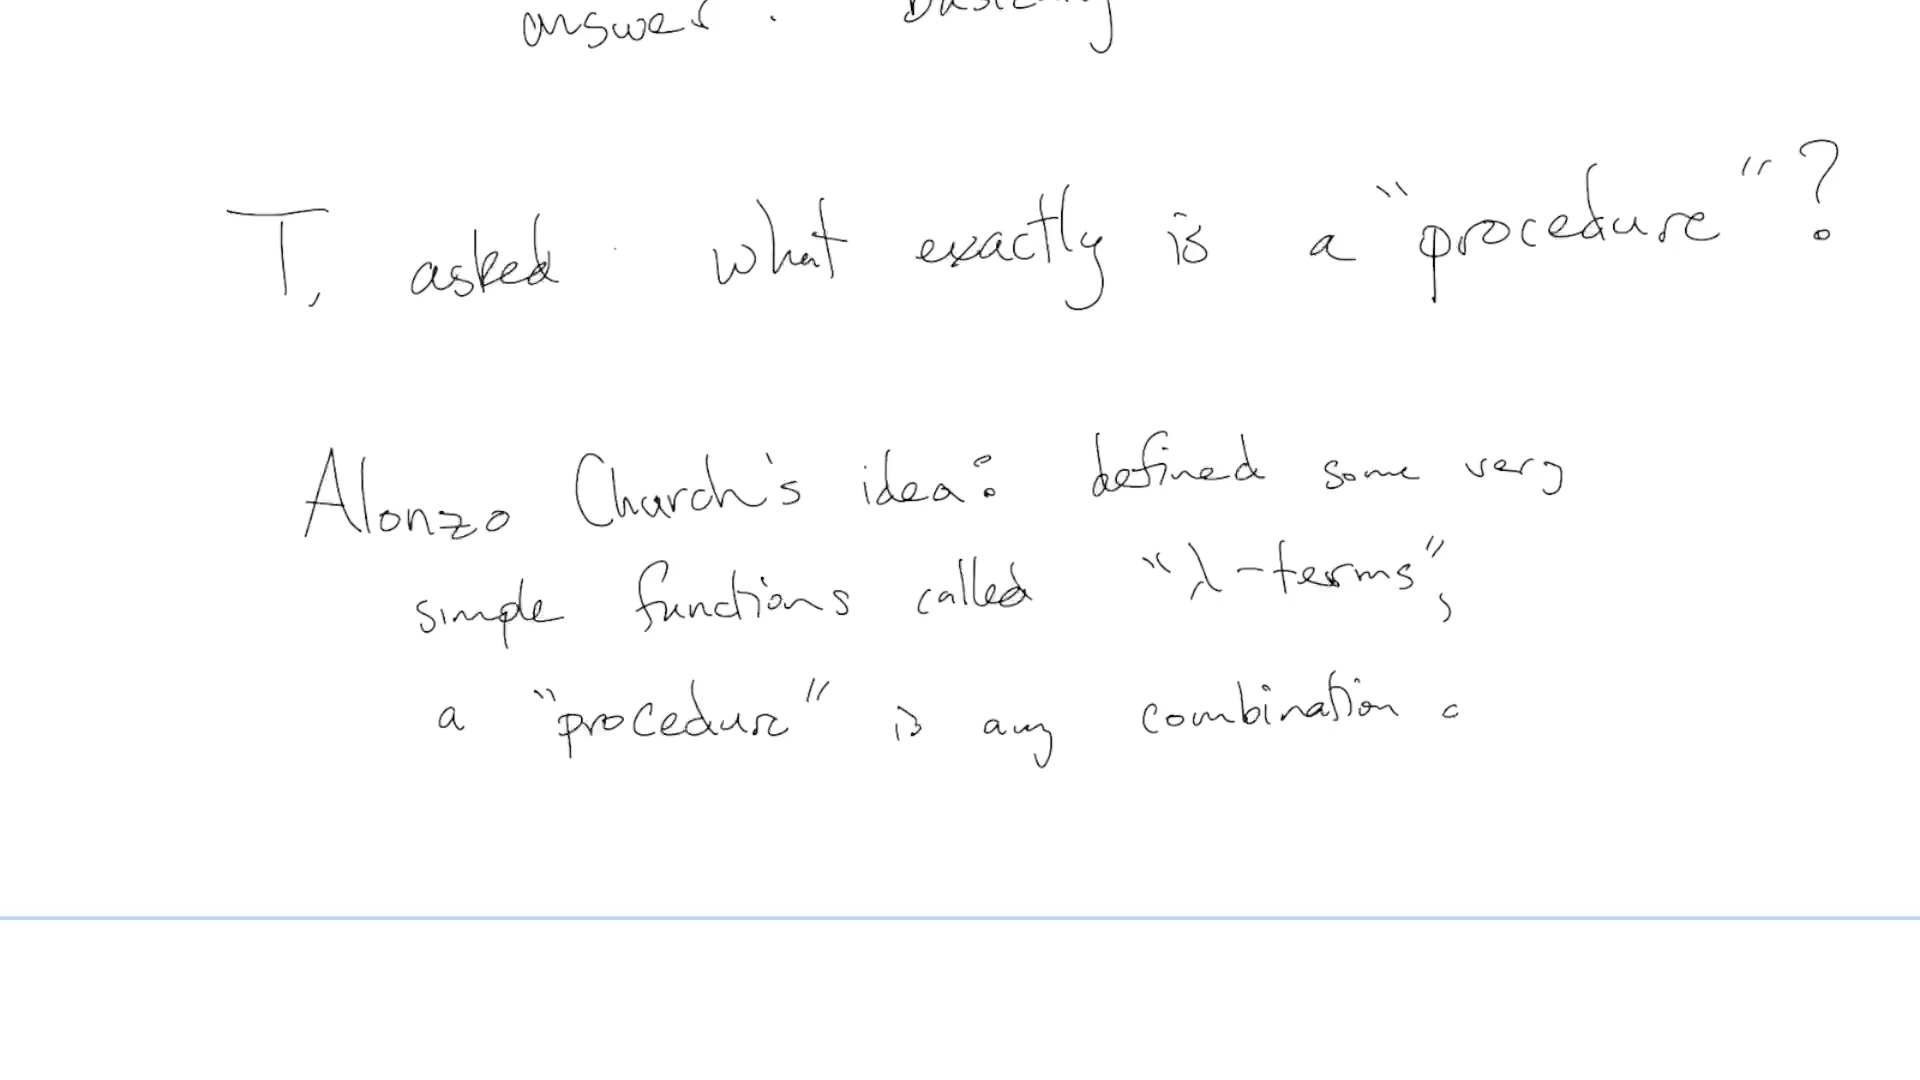 answer.
T, asked what exactly is a "procedure"?
Alonzo Church's idea: defined some very
simple functions called "λ-terms",
a "procedure" is any combination